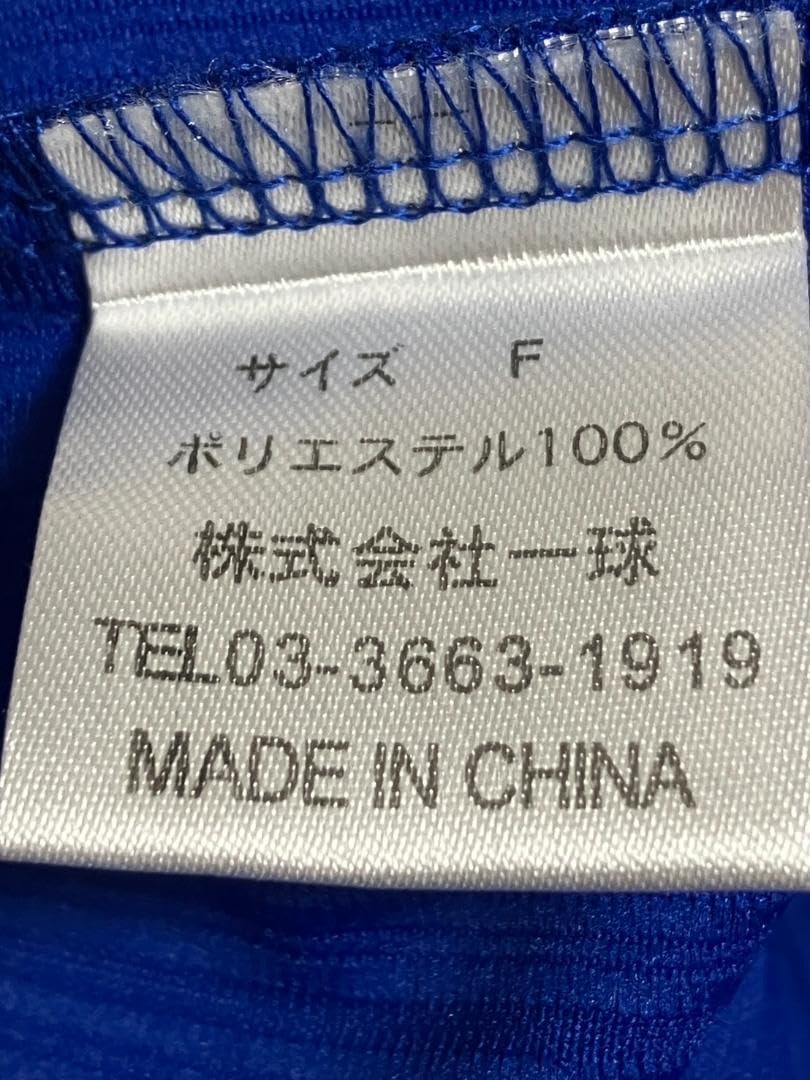 サイズ F
ポリエステル100%
株式会社一球
TEL03-3663-1919
MADE IN CHINA